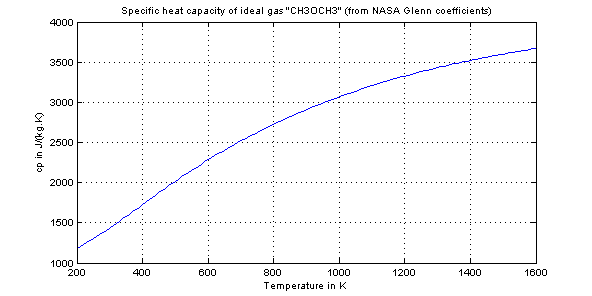 Specific heat capacity of ideal gas "CH3OCH3" (from NASA Glenn coefficients)
4000
3500
3000
2500
2000
1500
1000
cp in J/(kg.K)
200 400 600 800 1000 1200 1400 1600
Temperature in K